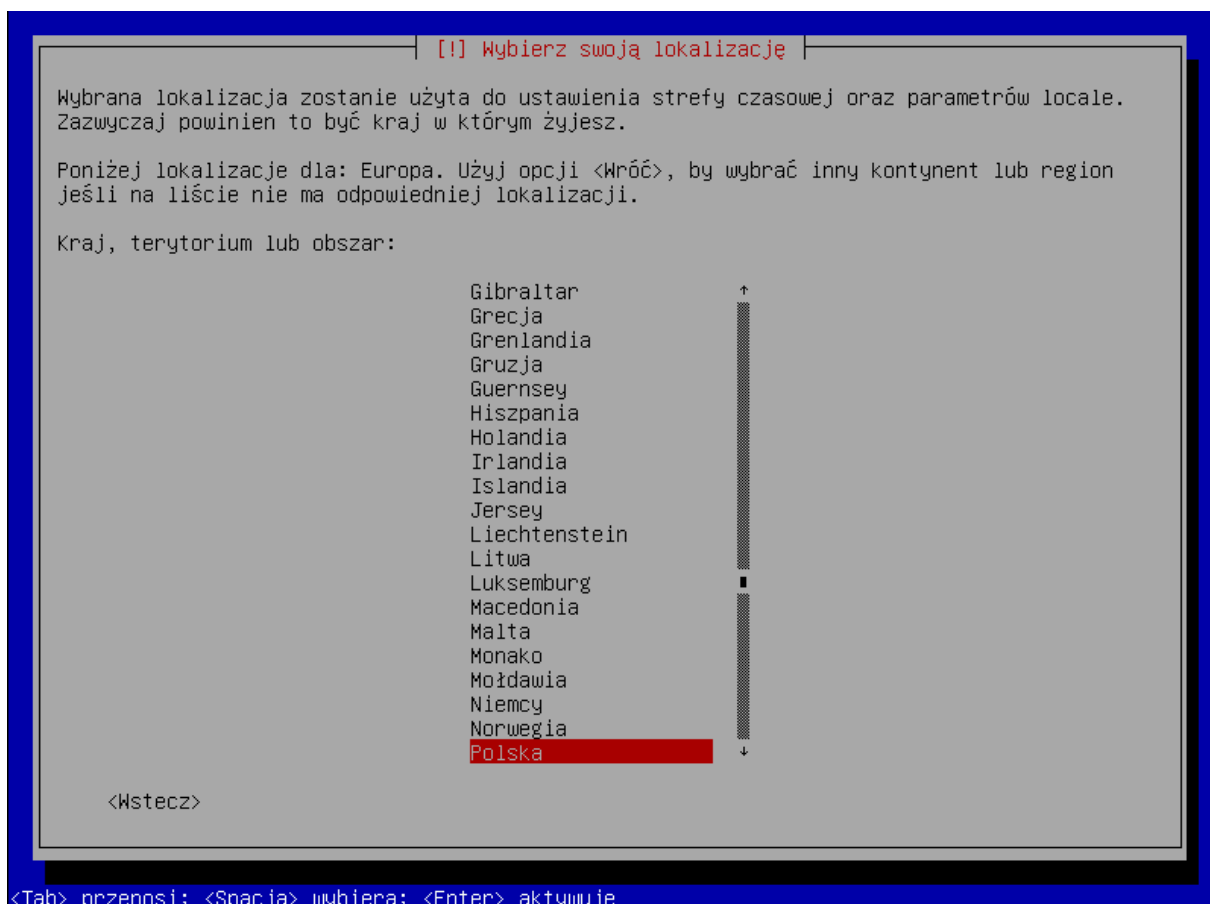 [!] Wybierz swoją lokalizację
Wybrana lokalizacja zostanie użyta do ustawienia strefy czasowej oraz parametrów locale.
Zazwyczaj powinien to być kraj w którym żyjesz.
Poniżej lokalizacje dla: Europa. Użyj opcji <Wróć>, by wybrać inny kontynent lub region
jeśli na liście nie ma odpowiedniej lokalizacji.
Kraj, terytorium lub obszar:
Gibraltar
Grecja
Grenlandia
Gruzja
Guernsey
Hiszpania
Holandia
Irlandia
Islandia
Jersey
Liechtenstein
Litwa
Luksemburg
Macedonia
Malta
Monako
Mołdawia
Niemcy
Norwegia
Polska
<Wstecz>
<Tab> przenosi; <Spacja> wybiera; <Enter> aktywuje